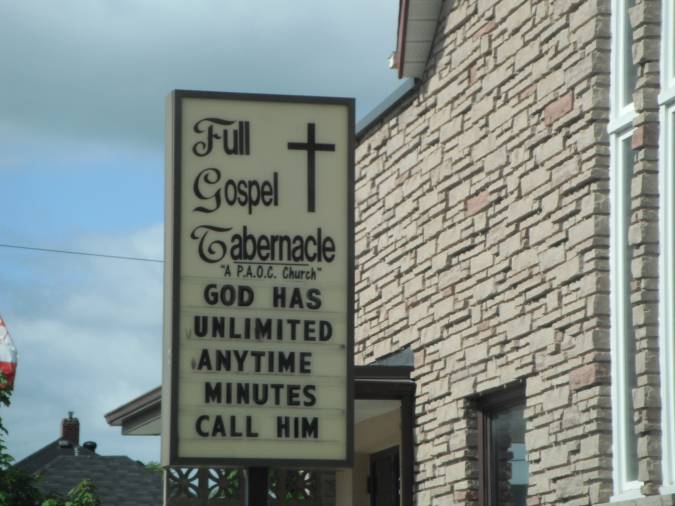 Full
Gospel
Tabernacle
"A P.A.O.C. Church"
GOD HAS
UNLIMITED
ANYTIME
MINUTES
CALL HIM